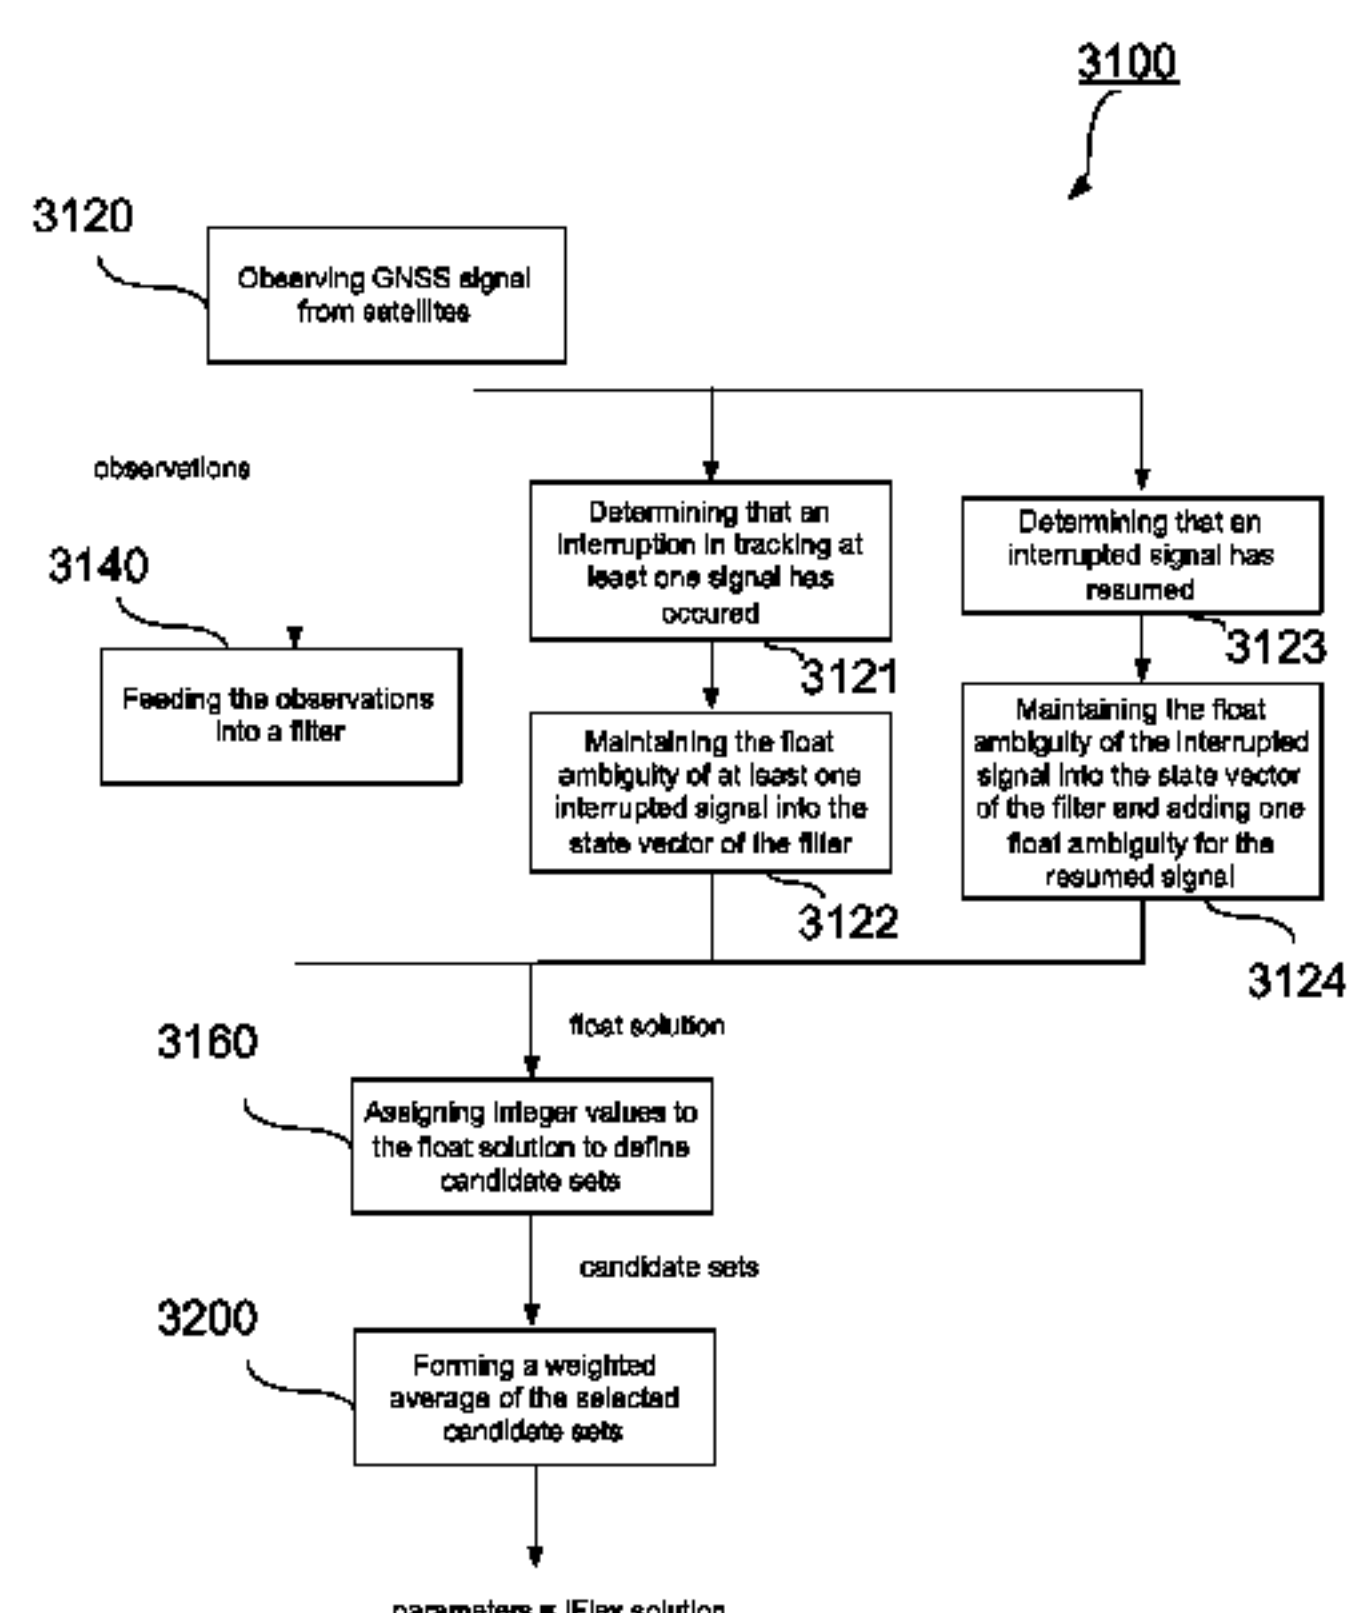 3100
3120
Observing GNSS signal
from satellites
observations
3140
Feeding the observations
into a filter
Determining that an
interruption in tracking at
least one signal has
occured
3121
Maintaining the float
ambiguity of at least one
interrupted signal into the
state vector of the filter
3122
Determining that an
interrupted signal has
resumed
3123
Maintaining the float
ambiguity of the interrupted
signal into the state vector
of the filter and adding one
float ambiguity for the
resumed signal
3124
float solution
3160
Assigning integer values to
the float solution to define
candidate sets
candidate sets
3200
Forming a weighted
average of the selected
candidate sets
parameters = iFlex solution